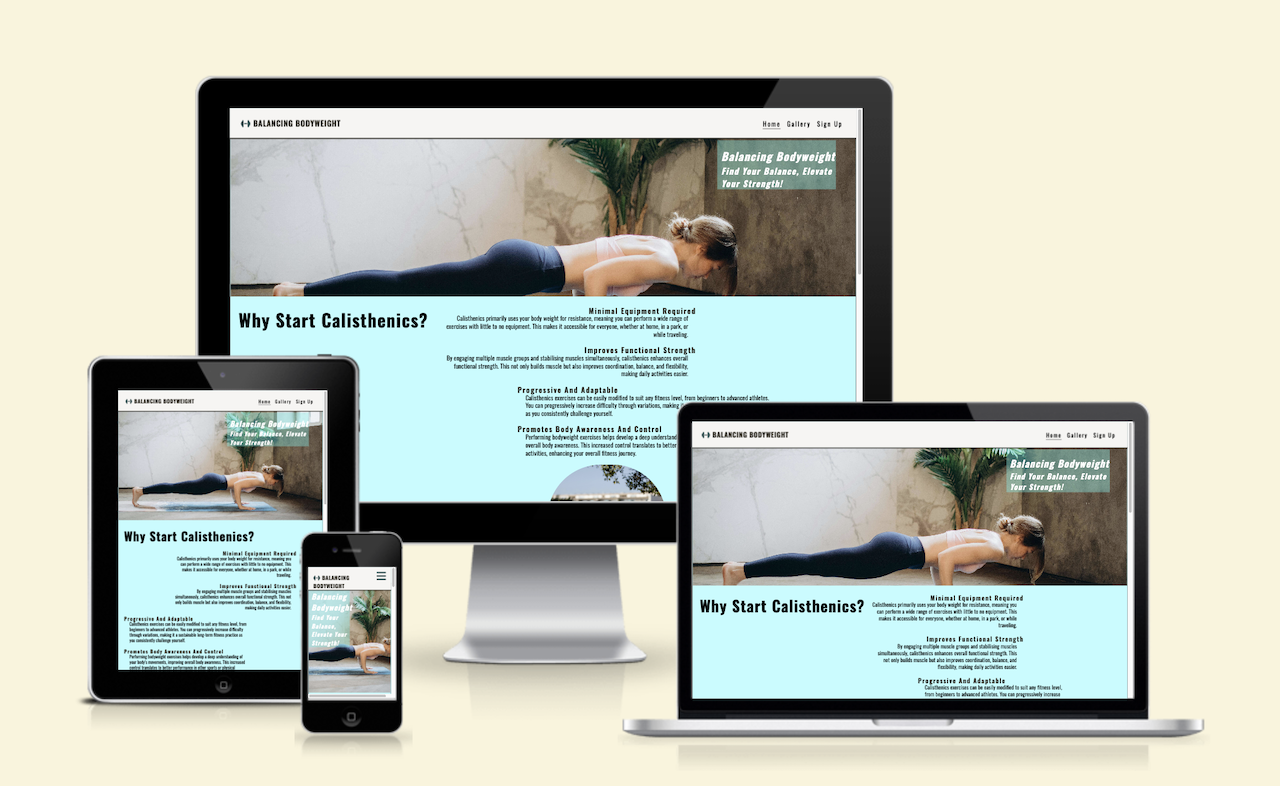 BALANCING BODYWEIGHT
Home Gallery Sign Up
Balancing Bodyweight
Find Your Balance, Elevate
Your Strength!
Why Start Calisthenics?
Minimal Equipment Required
Calisthenics primarily uses your body weight for resistance, meaning you can perform a wide range of
exercises with little to no equipment. This makes it accessible for everyone, whether at home, in a park, or
while traveling.
Improves Functional Strength
By engaging multiple muscle groups and stabilising muscles simultaneously, calisthenics enhances overall
functional strength. This not only builds muscle but also improves coordination, balance, and flexibility,
making daily activities easier.
Progressive And Adaptable
Calisthenics exercises can be easily modified to suit any fitness level, from beginners to advanced athletes.
You can progressively increase difficulty through variations, making
as you consistently challenge yourself.
Promotes Body Awareness And Control
Performing bodyweight exercises helps develop a deep understand
overall body awareness. This increased control translates to better
activities, enhancing your overall fitness journey.
BALANCING BODYWEIGHT
Home Gallery Sign Up
Balancing Bodyweight
Find Your Balance, Elevate
Your Strength!
Why Start Calisthenics?
Minimal Equipment Required
Calisthenics primarily uses your body weight for resistance, meaning you
can perform a wide range of exercises with little to no equipment. This
makes it accessible for everyone, whether at home, in a park, or while
traveling.
Improves Functional Strength
By engaging multiple muscle groups and stabilising muscles
simultaneously, calisthenics enhances overall functional strength. This not
only builds muscle but also improves coordination, balance, and flexibility,
making daily activities easier.
Progressive And Adaptable
Calisthenics exercises can be easily modified to suit any fitness level, from
beginners to advanced athletes. You can progressively increase difficulty
through variations, making it a sustainable long-term fitness practice as
you consistently challenge yourself.
Promotes Body Awareness And Control
Performing bodyweight exercises helps develop a deep understanding of
your body's movements, improving overall body awareness. This increased
control translates to better performance in other sports or physical
BALANCING
BODYWEIGHT
Balancing
Bodyweight
Find Your
Balance,
Elevate Your
Strength!
BALANCING BODYWEIGHT
Home Gallery Sign Up
Balancing Bodyweight
Find Your Balance, Elevate
Your Strength!
Why Start Calisthenics?
Minimal Equipment Required
Calisthenics primarily uses your body weight for resistance, meaning you
can perform a wide range of exercises with little to no equipment. This
makes it accessible for everyone, whether at home, in a park, or while
traveling.
Improves Functional Strength
By engaging multiple muscle groups and stabilising muscles
simultaneously, calisthenics enhances overall functional strength. This
not only builds muscle but also improves coordination, balance, and
flexibility, making daily activities easier.
Progressive And Adaptable
Calisthenics exercises can be easily modified to suit any fitness level,
from beginners to advanced athletes. You can progressively increase